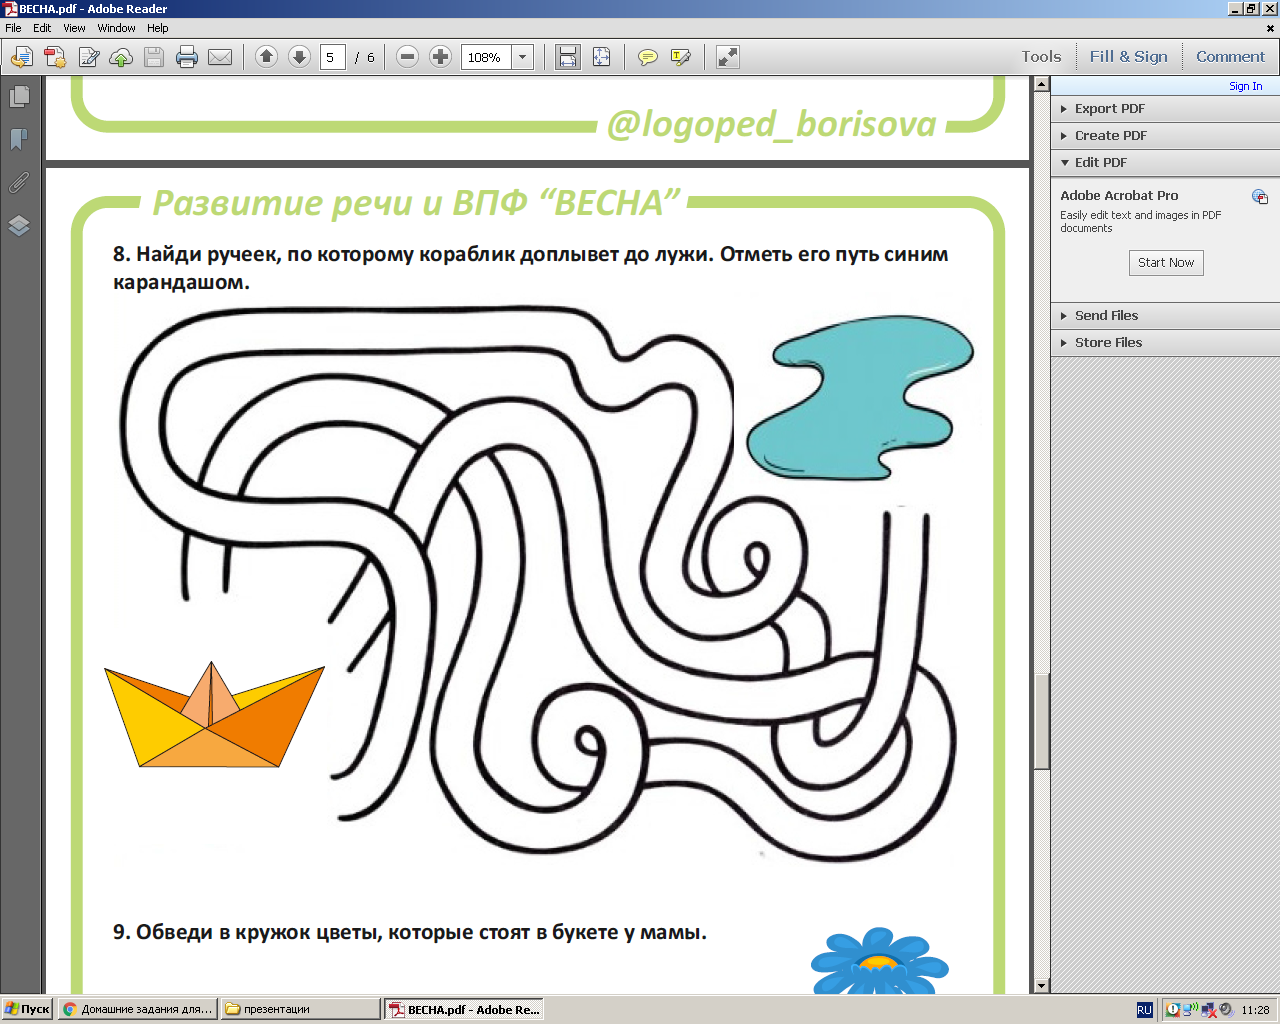 ВЕСНА.pdf - Adobe Reader
File Edit View Window Help
5 / 6 108% Tools Fill & Sign Comment
Sign In
Export PDF
Create PDF
Edit PDF
Adobe Acrobat Pro
Easily edit text and images in PDF
documents
Start Now
Send Files
Store Files
@logoped_borisova
Развитие речи и ВПФ “ВЕСНА”
8. Найди ручеек, по которому кораблик доплывет до лужи. Отметь его путь синим
карандашом.
9. Обведи в кружок цветы, которые стоят в букете у мамы.
Пуск Домашние задания для... презентации ВЕСНА.pdf - Adobe Re... RU 11:28